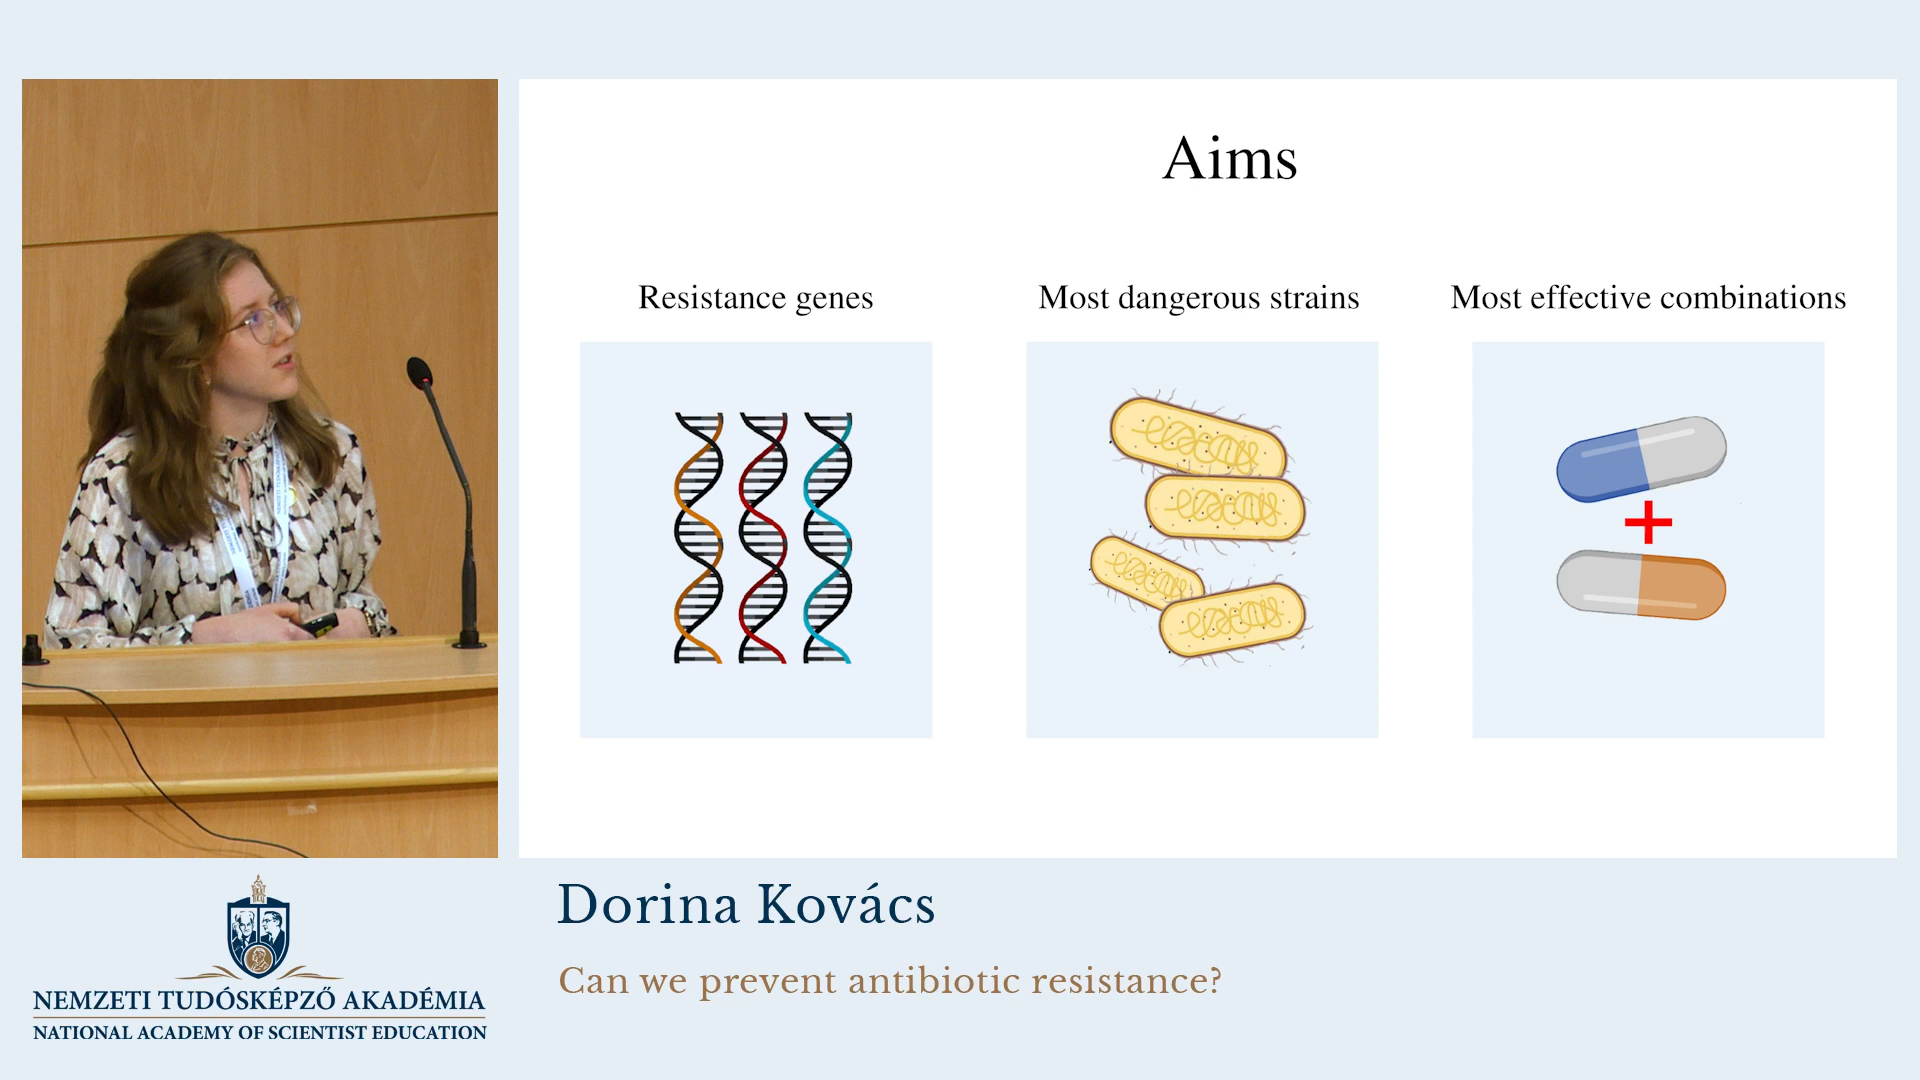 Aims
Resistance genes
Most dangerous strains
Most effective combinations
Dorina Kovács
Can we prevent antibiotic resistance?
NEMZETI TUDÓSKÉPZŐ AKADÉMIA
NATIONAL ACADEMY OF SCIENTIST EDUCATION